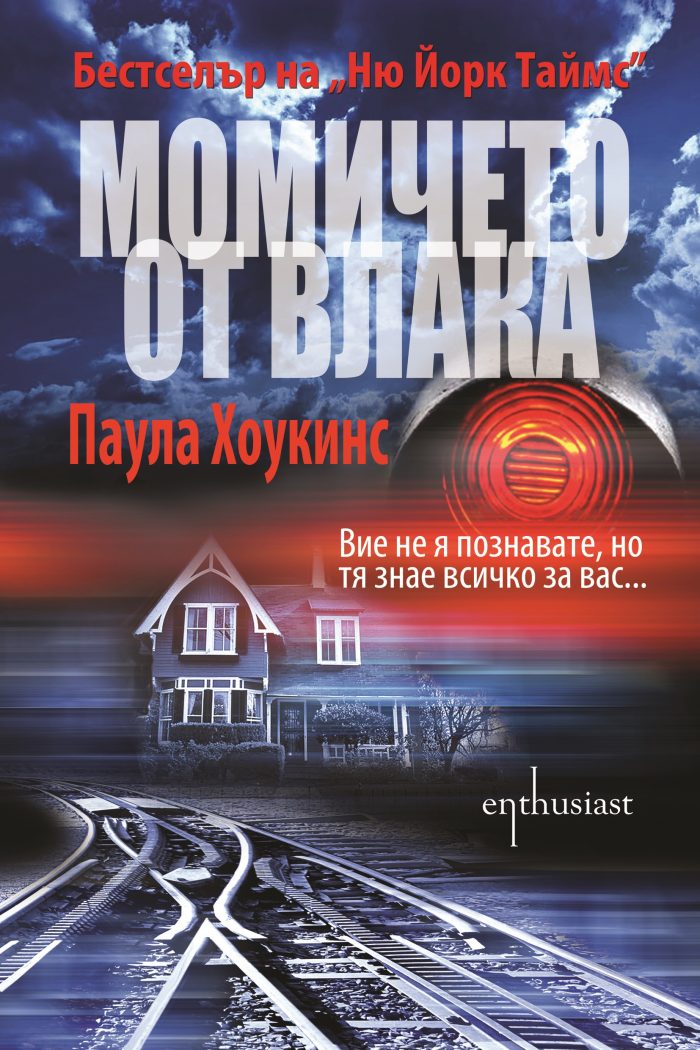 Бестселър на „Ню Йорк Таймс”
МОМИЧЕТО
ОТ ВЛАКА
Паула Хоукинс
Вие не я познавате, но
тя знае всичко за вас...
enthusiast